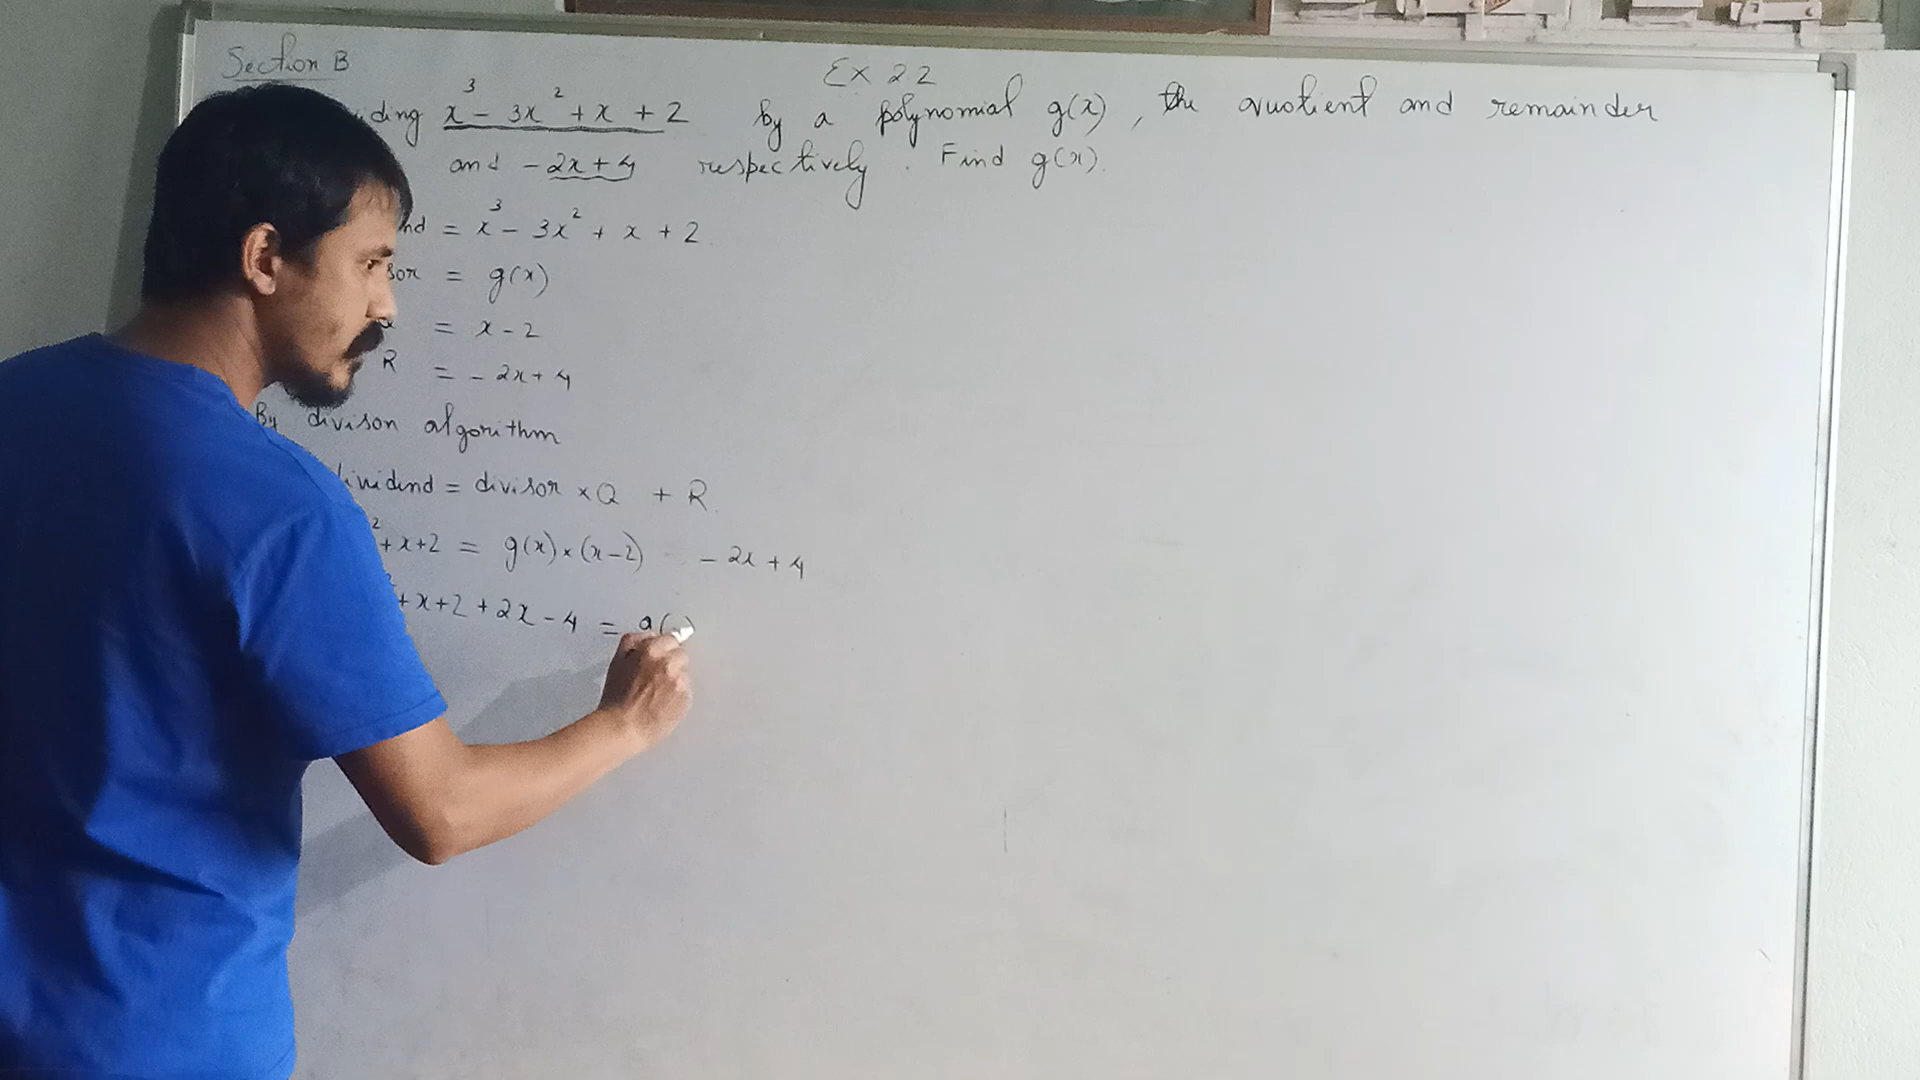 Section B
Ex 22
iding x³ - 3x² + x + 2 by a polynomial g(x), the quotient and remainder
and - 2x + 4 respectively. Find g(x).
nd = x³ - 3x² + x + 2
sor = g(x)
= x - 2
R = - 2x + 4
By divison algorithm
dividend = divisor × Q + R
² + x + 2 = g(x) × (x - 2) - 2x + 4
² + x + 2 + 2x - 4 = g(x)